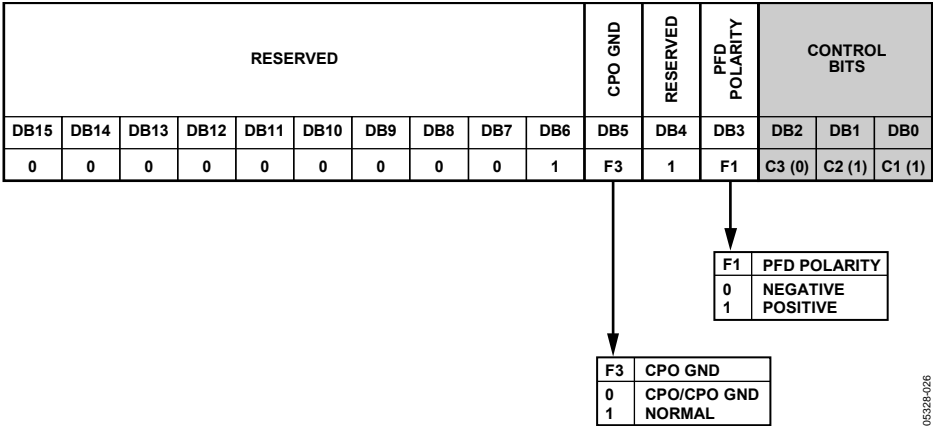 RESERVED
CPO GND
RESERVED
PFD
POLARITY
CONTROL
BITS
DB15 DB14 DB13 DB12 DB11 DB10 DB9 DB8 DB7 DB6 DB5 DB4 DB3 DB2 DB1 DB0
0 0 0 0 0 0 0 0 0 1 F3 1 F1 C3 (0) C2 (1) C1 (1)
F1 PFD POLARITY
0 NEGATIVE
1 POSITIVE
F3 CPO GND
0 CPO/CPO GND
1 NORMAL
05328-026